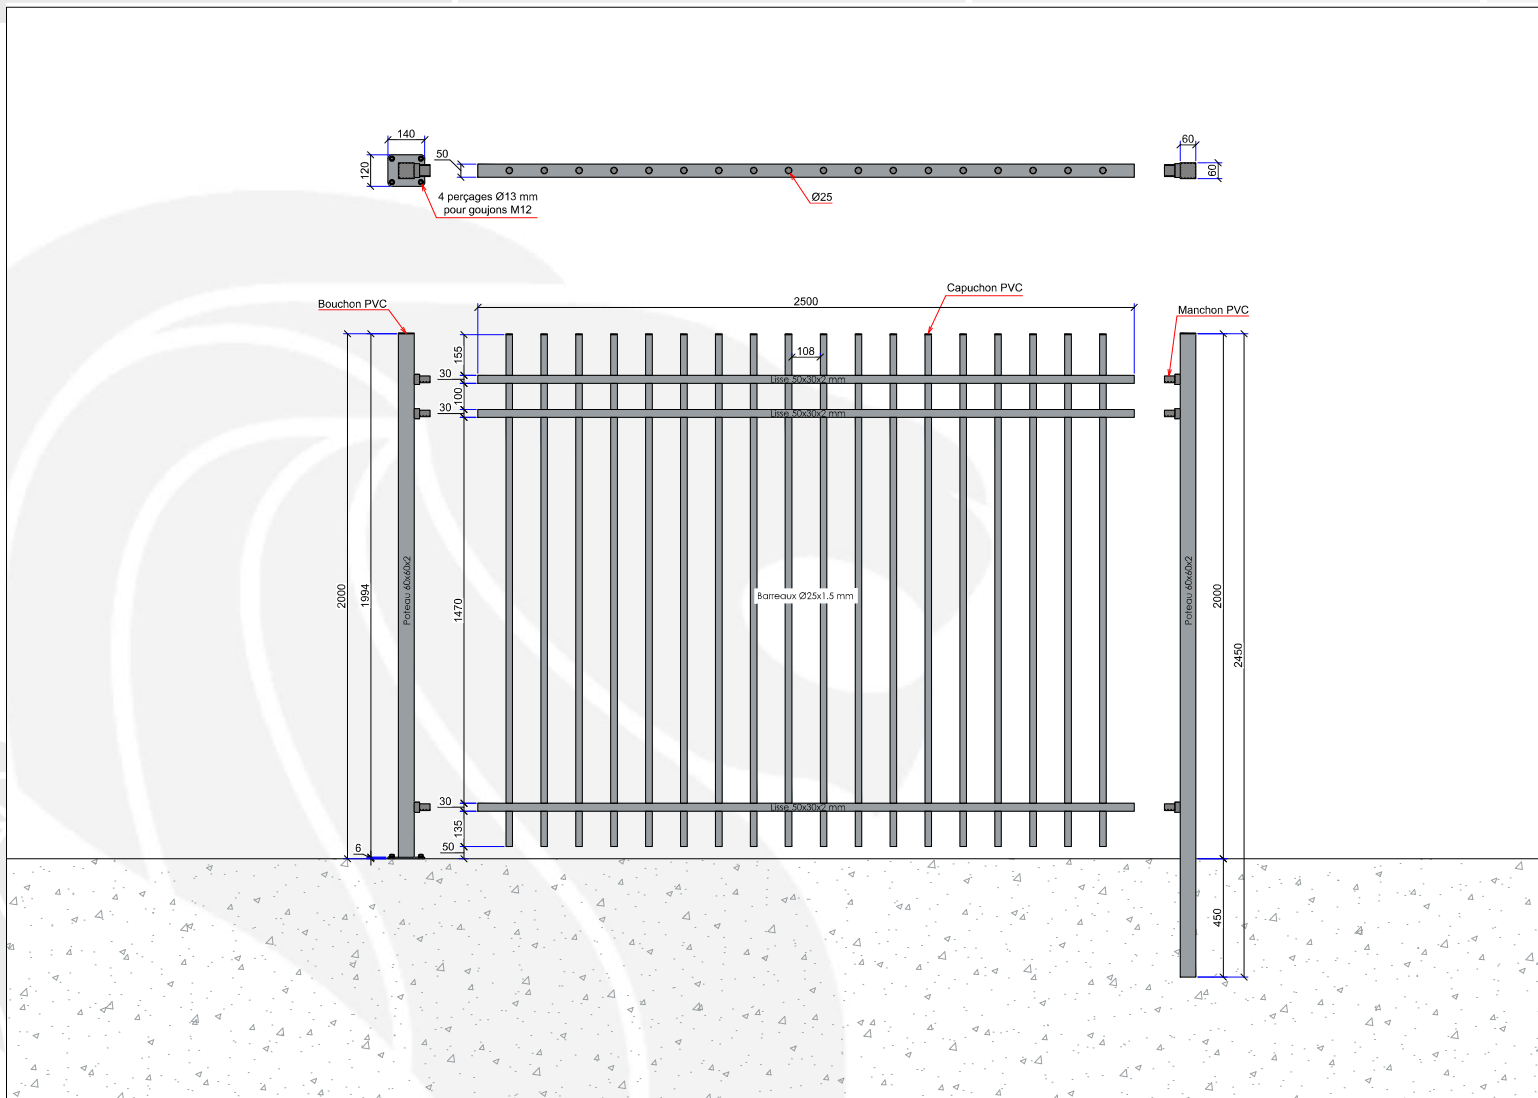 140
120
50
4 perçages Ø13 mm
pour goujons M12
Ø25
60
60
Bouchon PVC
2500
Capuchon PVC
Manchon PVC
155
108
30
Lisse 50x30x2 mm
100
30
Lisse 50x30x2 mm
2000
1994
Poteau 60x60x2
1470
Barreaux Ø25x1.5 mm
Poteau 60x60x2
2000
2450
30
Lisse 50x30x2 mm
135
6
50
450